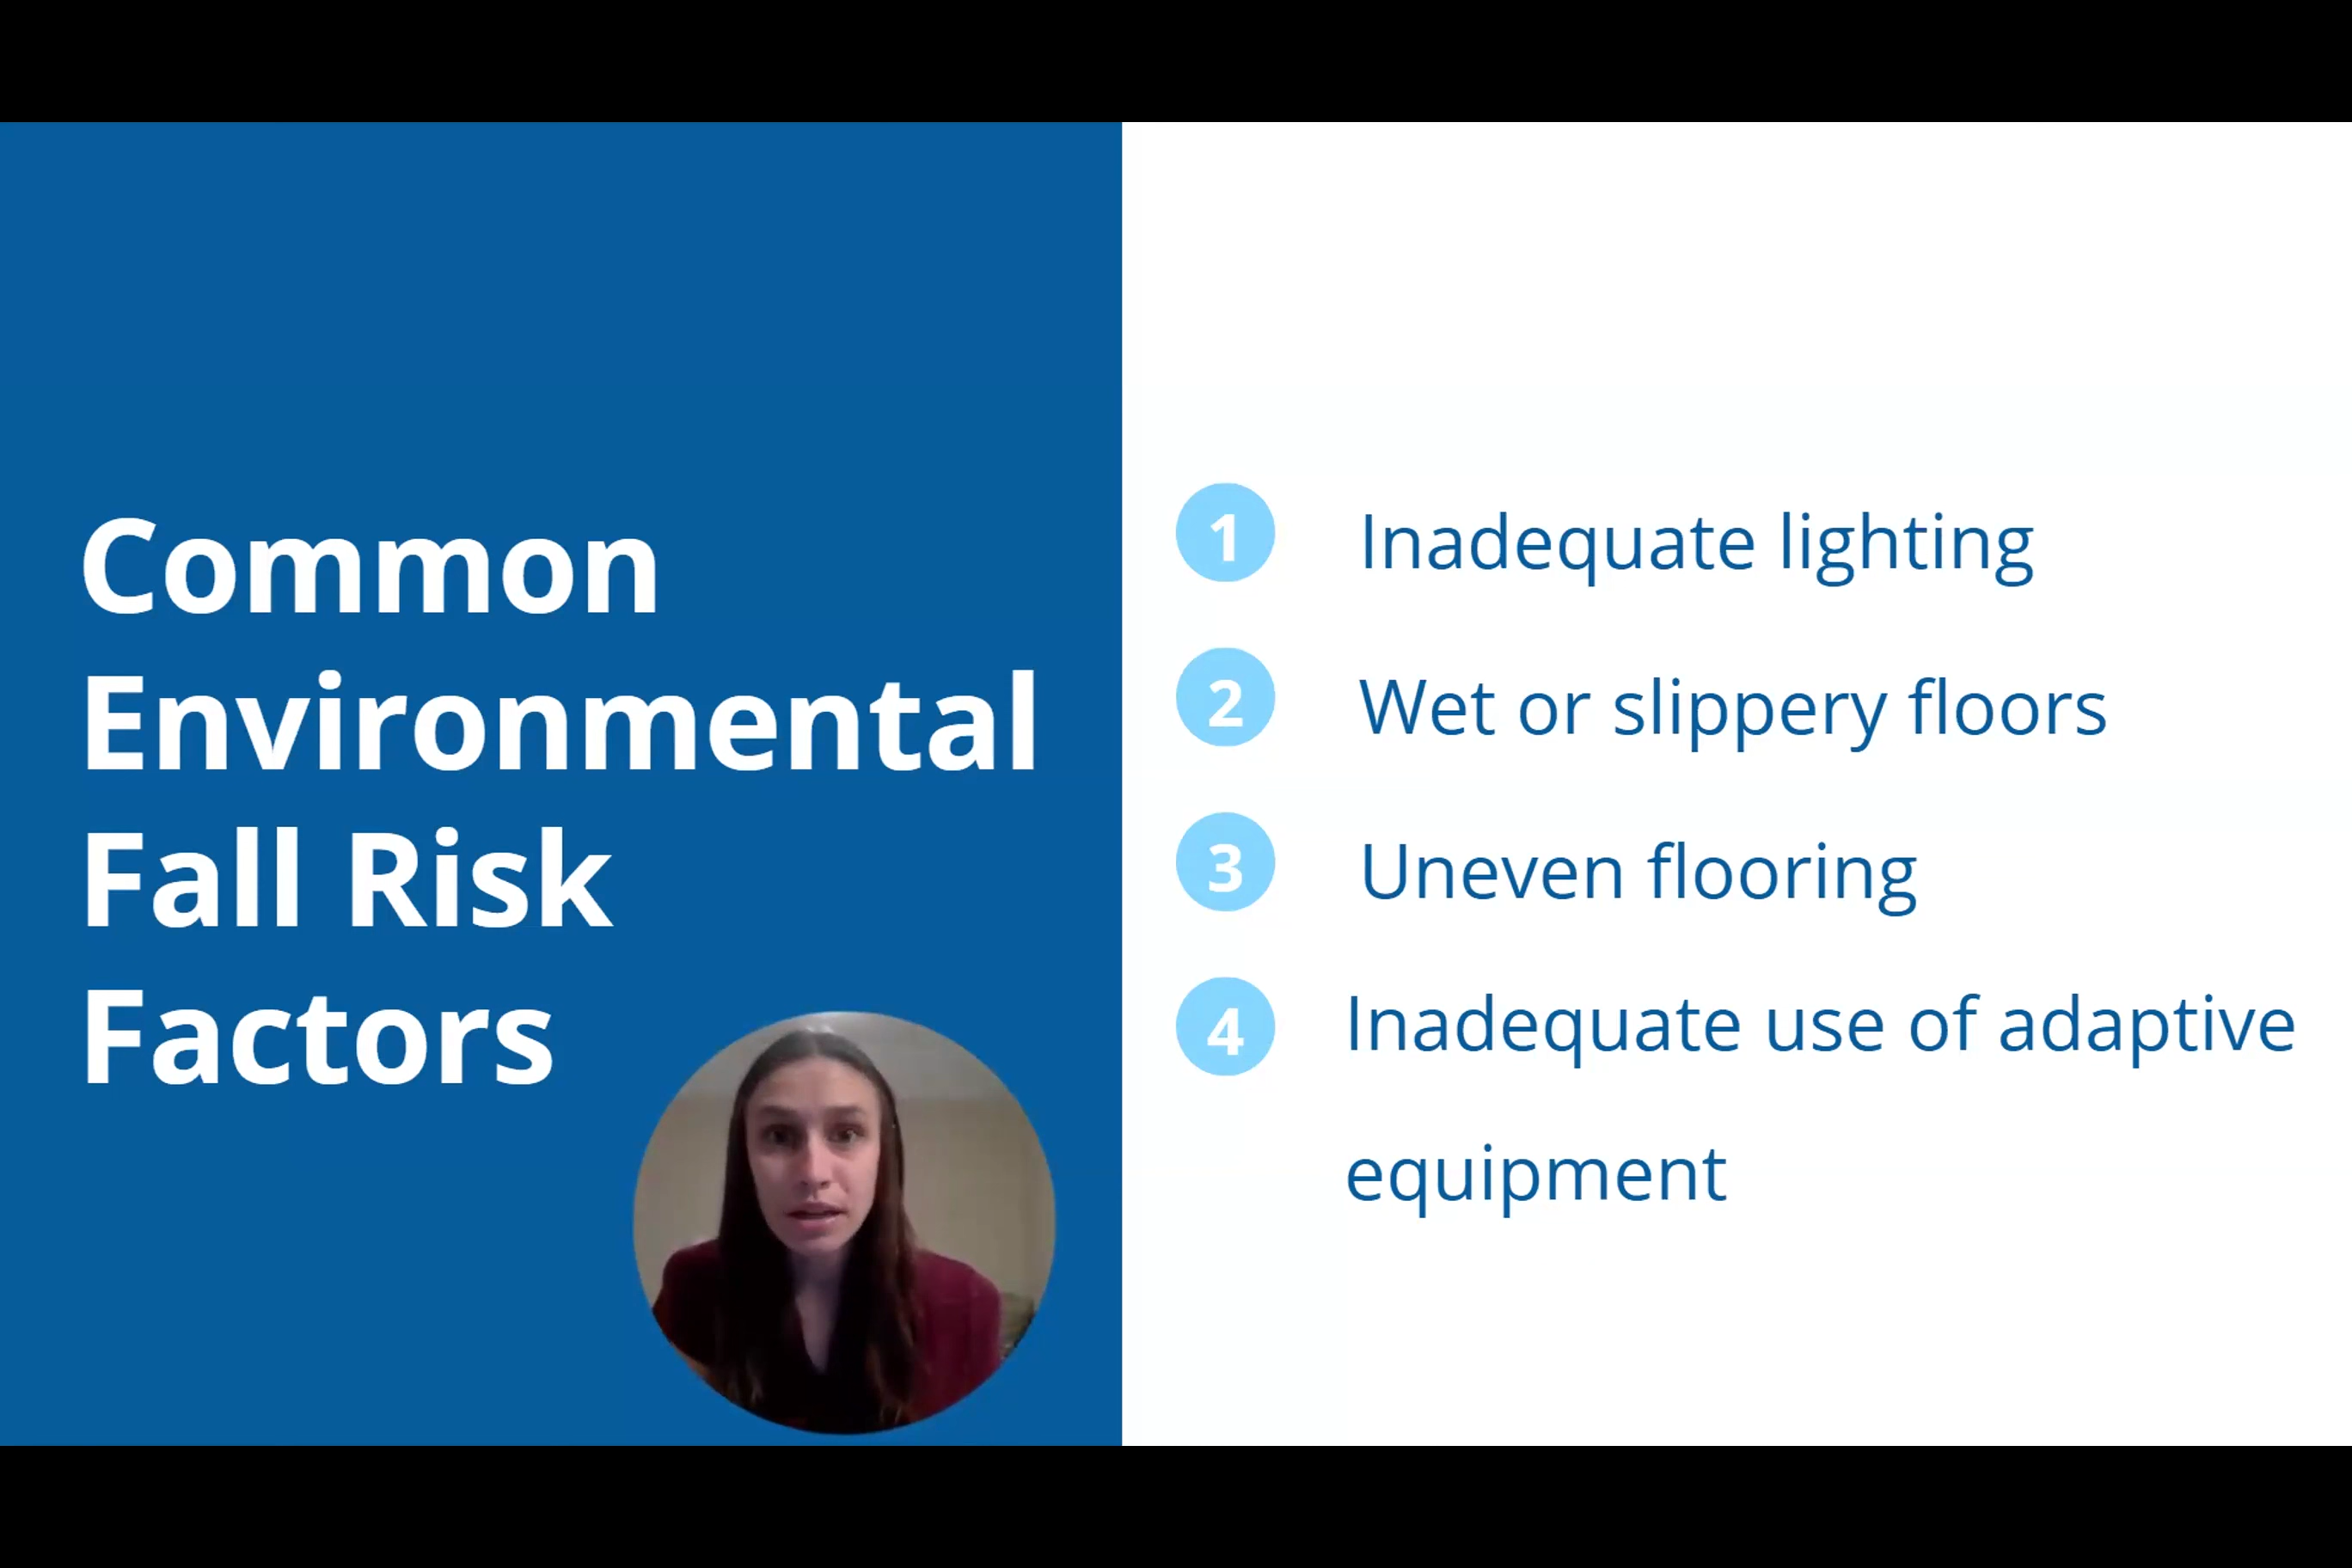 Common
Environmental
Fall Risk
Factors
1 Inadequate lighting
2 Wet or slippery floors
3 Uneven flooring
4 Inadequate use of adaptive
equipment